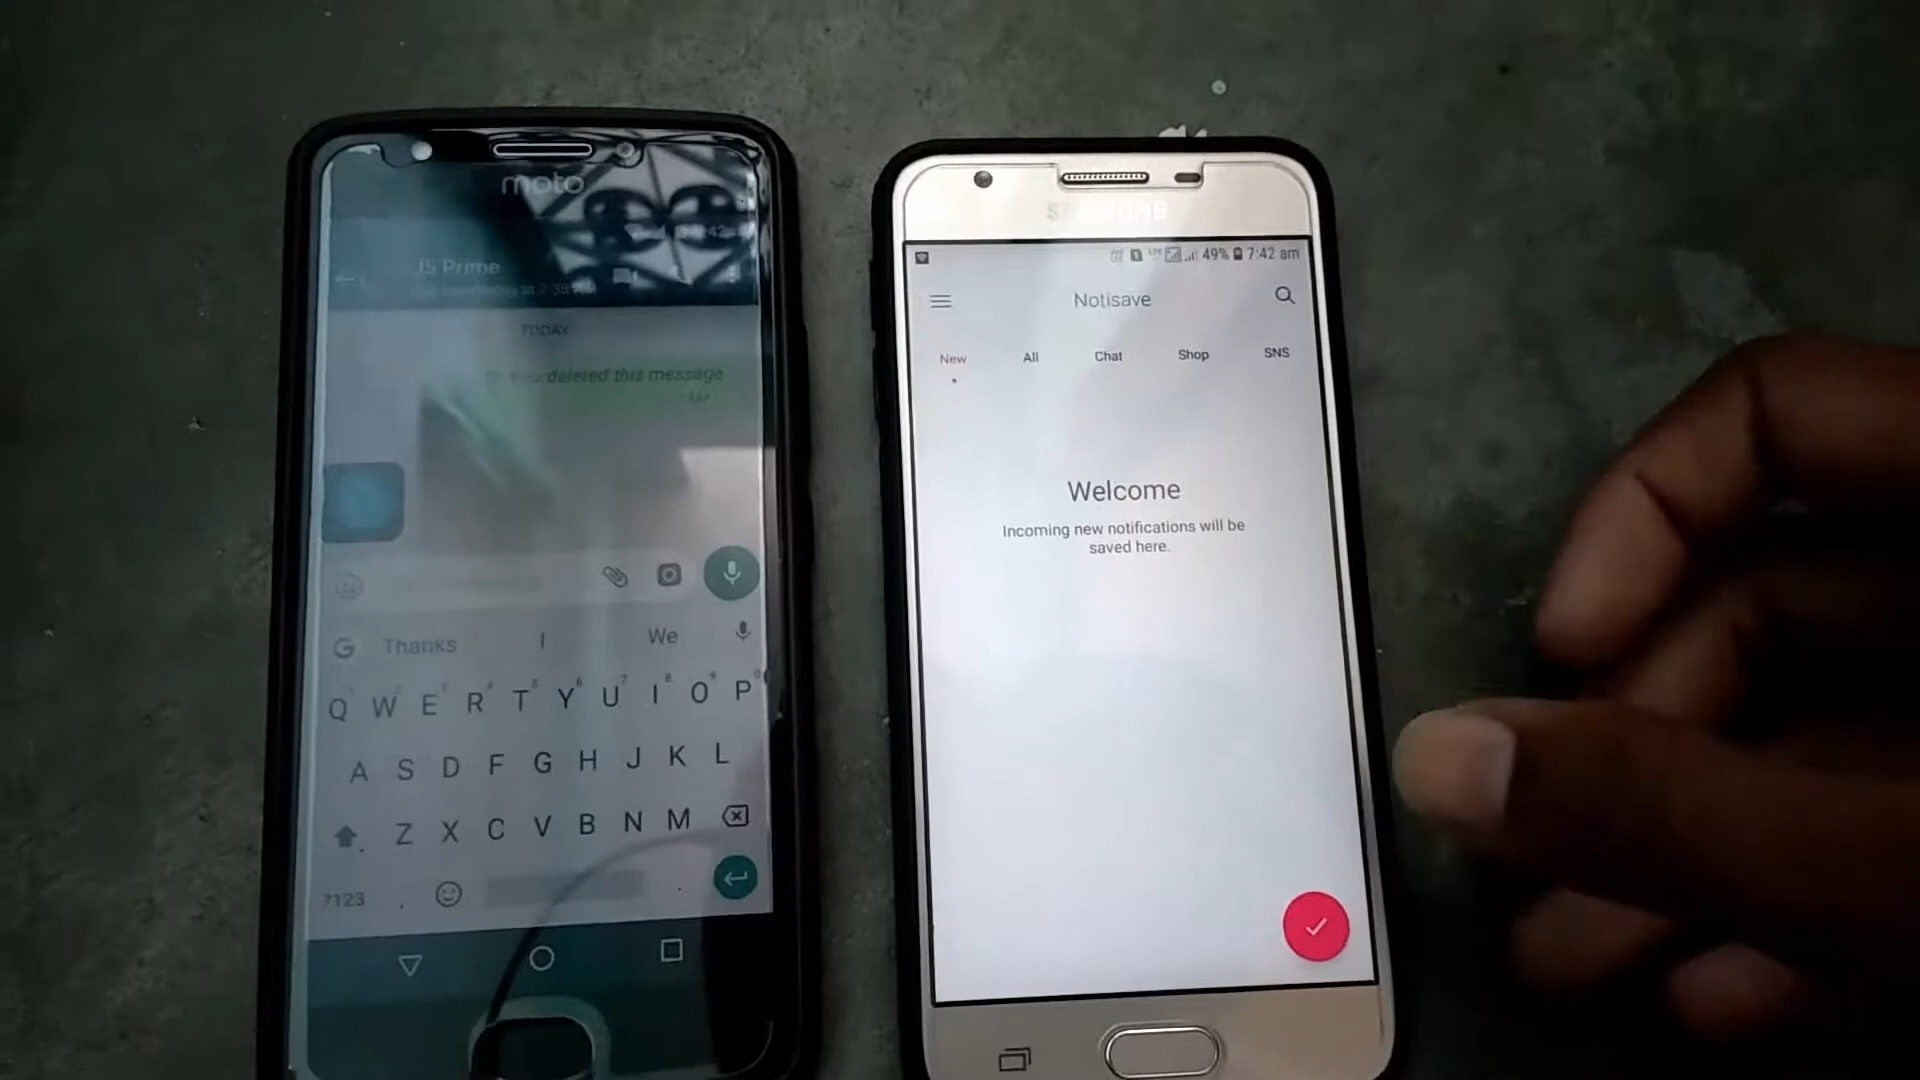 moto
J5 Prime
TODAY
deleted this message
Thanks I We
Q W E R T Y U I O P
A S D F G H J K L
Z X C V B N M
?123 , .
SAMSUNG
49% 7:42 am
Notisave
New All Chat Shop SNS
Welcome
Incoming new notifications will be
saved here.